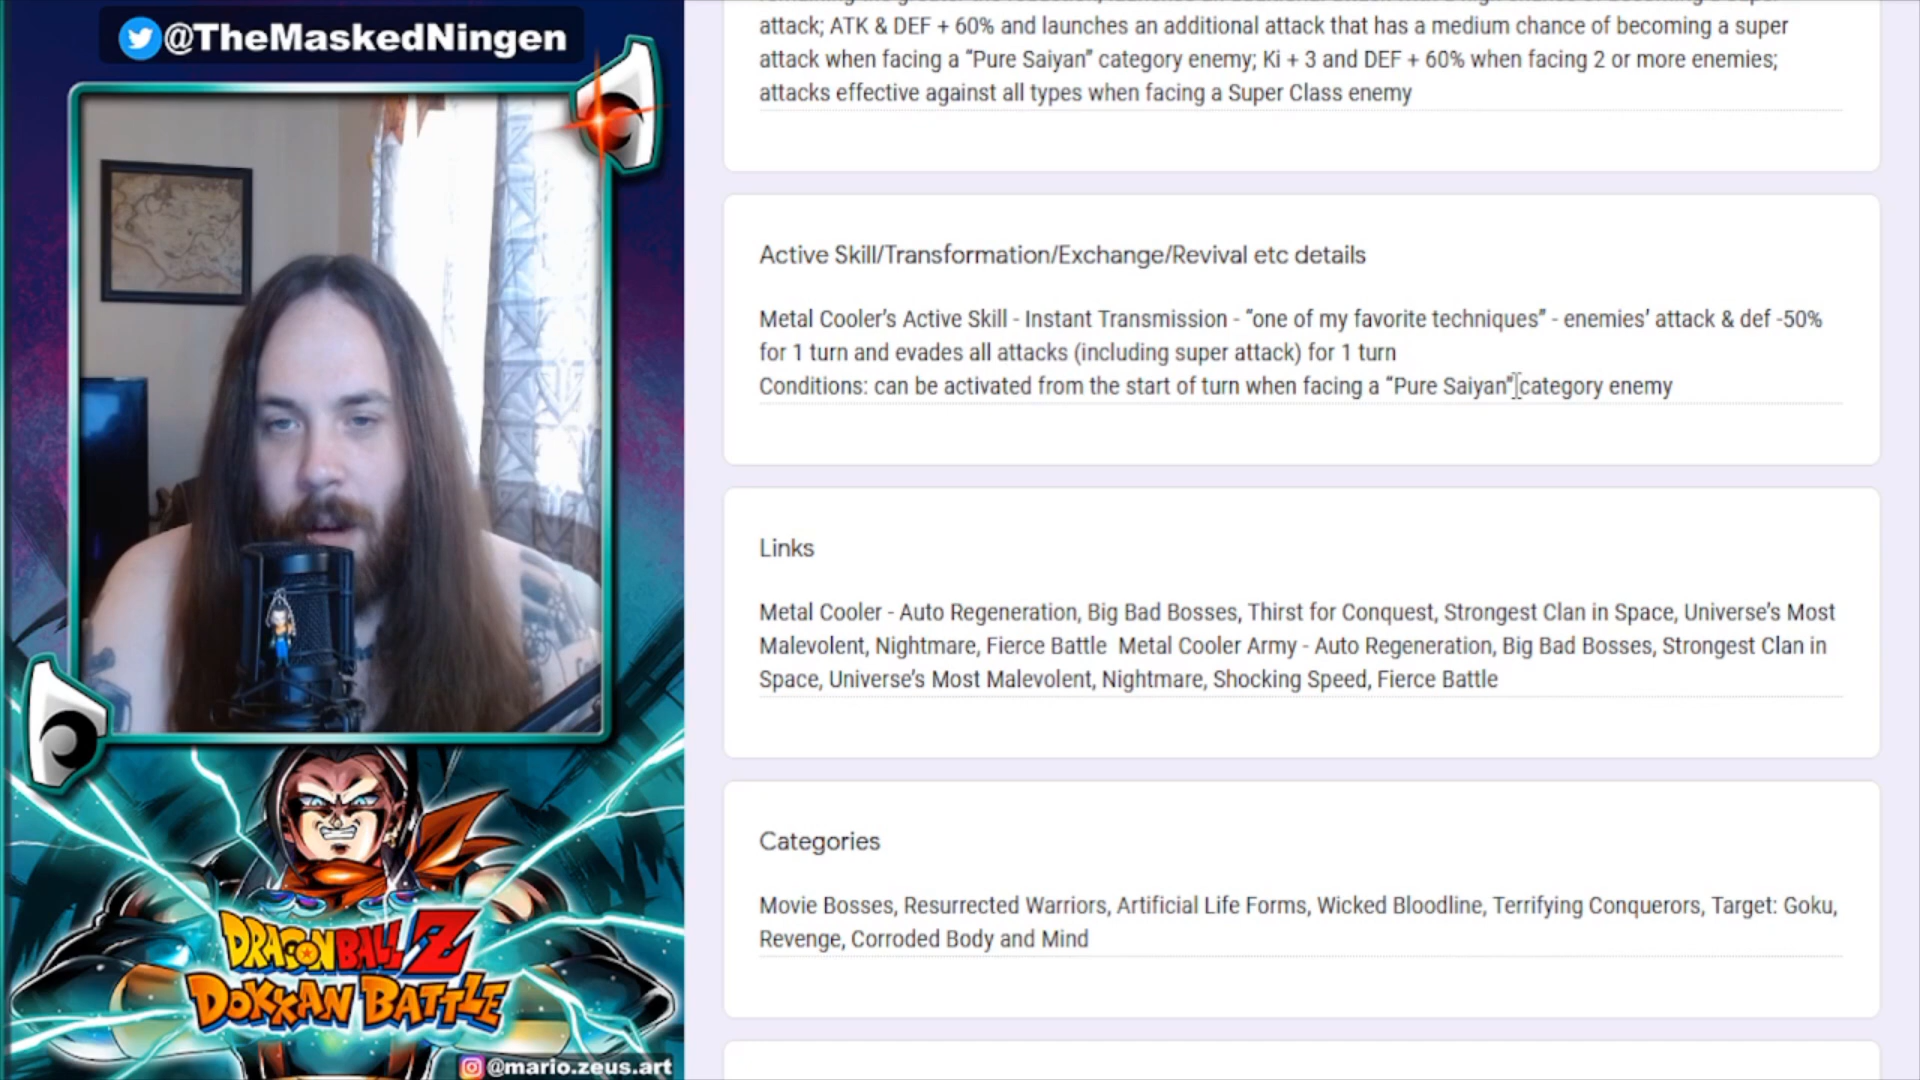 @TheMaskedNingen
attack; ATK & DEF + 60% and launches an additional attack that has a medium chance of becoming a super
attack when facing a “Pure Saiyan” category enemy; Ki + 3 and DEF + 60% when facing 2 or more enemies;
attacks effective against all types when facing a Super Class enemy
Active Skill/Transformation/Exchange/Revival etc details
Metal Cooler’s Active Skill - Instant Transmission - “one of my favorite techniques” - enemies’ attack & def -50%
for 1 turn and evades all attacks (including super attack) for 1 turn
Conditions: can be activated from the start of turn when facing a “Pure Saiyan” category enemy
Links
Metal Cooler - Auto Regeneration, Big Bad Bosses, Thirst for Conquest, Strongest Clan in Space, Universe’s Most
Malevolent, Nightmare, Fierce Battle  Metal Cooler Army - Auto Regeneration, Big Bad Bosses, Strongest Clan in
Space, Universe’s Most Malevolent, Nightmare, Shocking Speed, Fierce Battle
Categories
Movie Bosses, Resurrected Warriors, Artificial Life Forms, Wicked Bloodline, Terrifying Conquerors, Target: Goku,
Revenge, Corroded Body and Mind
DRAGONBALL Z
DOKKAN BATTLE
@mario.zeus.art